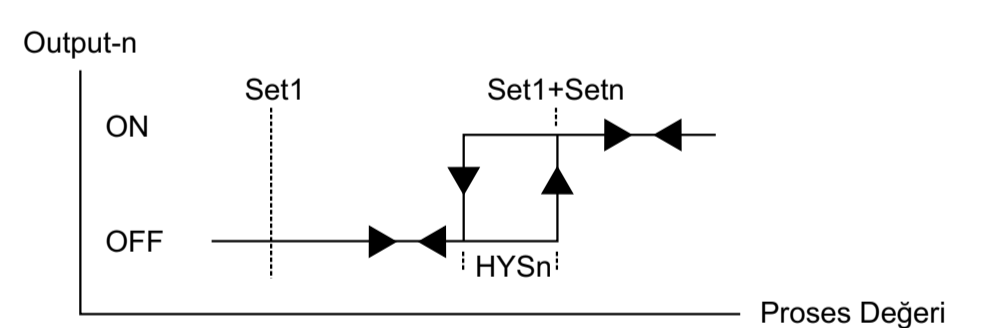 Output-n
Set1
Set1+Setn
ON
OFF
HYSn
Proses Değeri